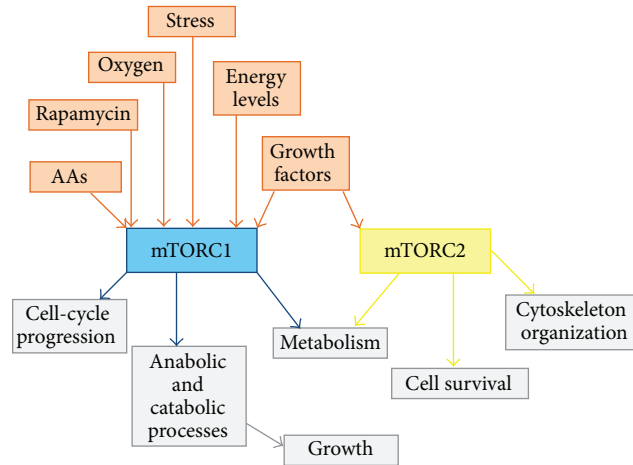 Stress
Oxygen
Energy
levels
Rapamycin
Growth
factors
AAs
mTORC1
mTORC2
Cell-cycle
progression
Metabolism
Cytoskeleton
organization
Anabolic
and
catabolic
processes
Cell survival
Growth